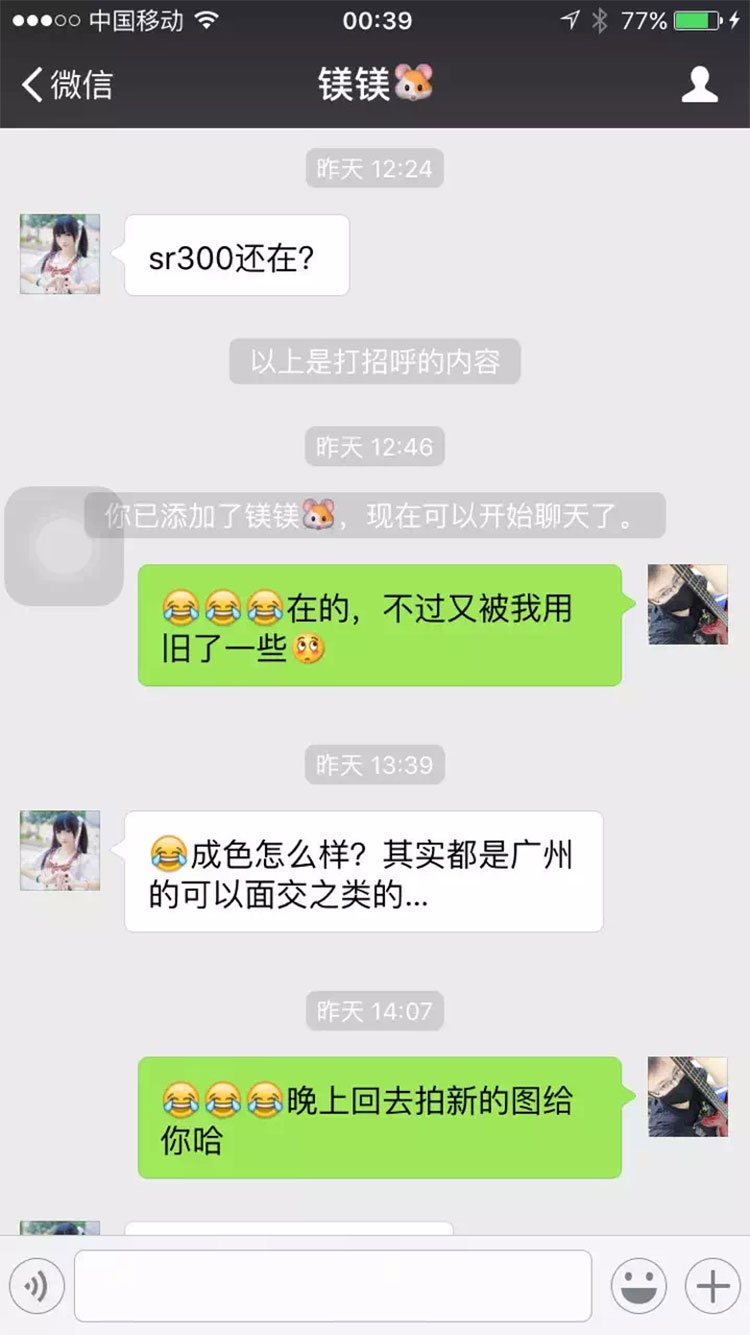 中国移动 00:39 77%
微信 镁镁🐹
昨天 12:24
sr300还在?
以上是打招呼的内容
昨天 12:46
你已添加了镁镁🐹，现在可以开始聊天了。
😂😂😂在的，不过又被我用
旧了一些😳
昨天 13:39
😂成色怎么样？其实都是广州
的可以面交之类的...
昨天 14:07
😂😂😂晚上回去拍新的图给
你哈